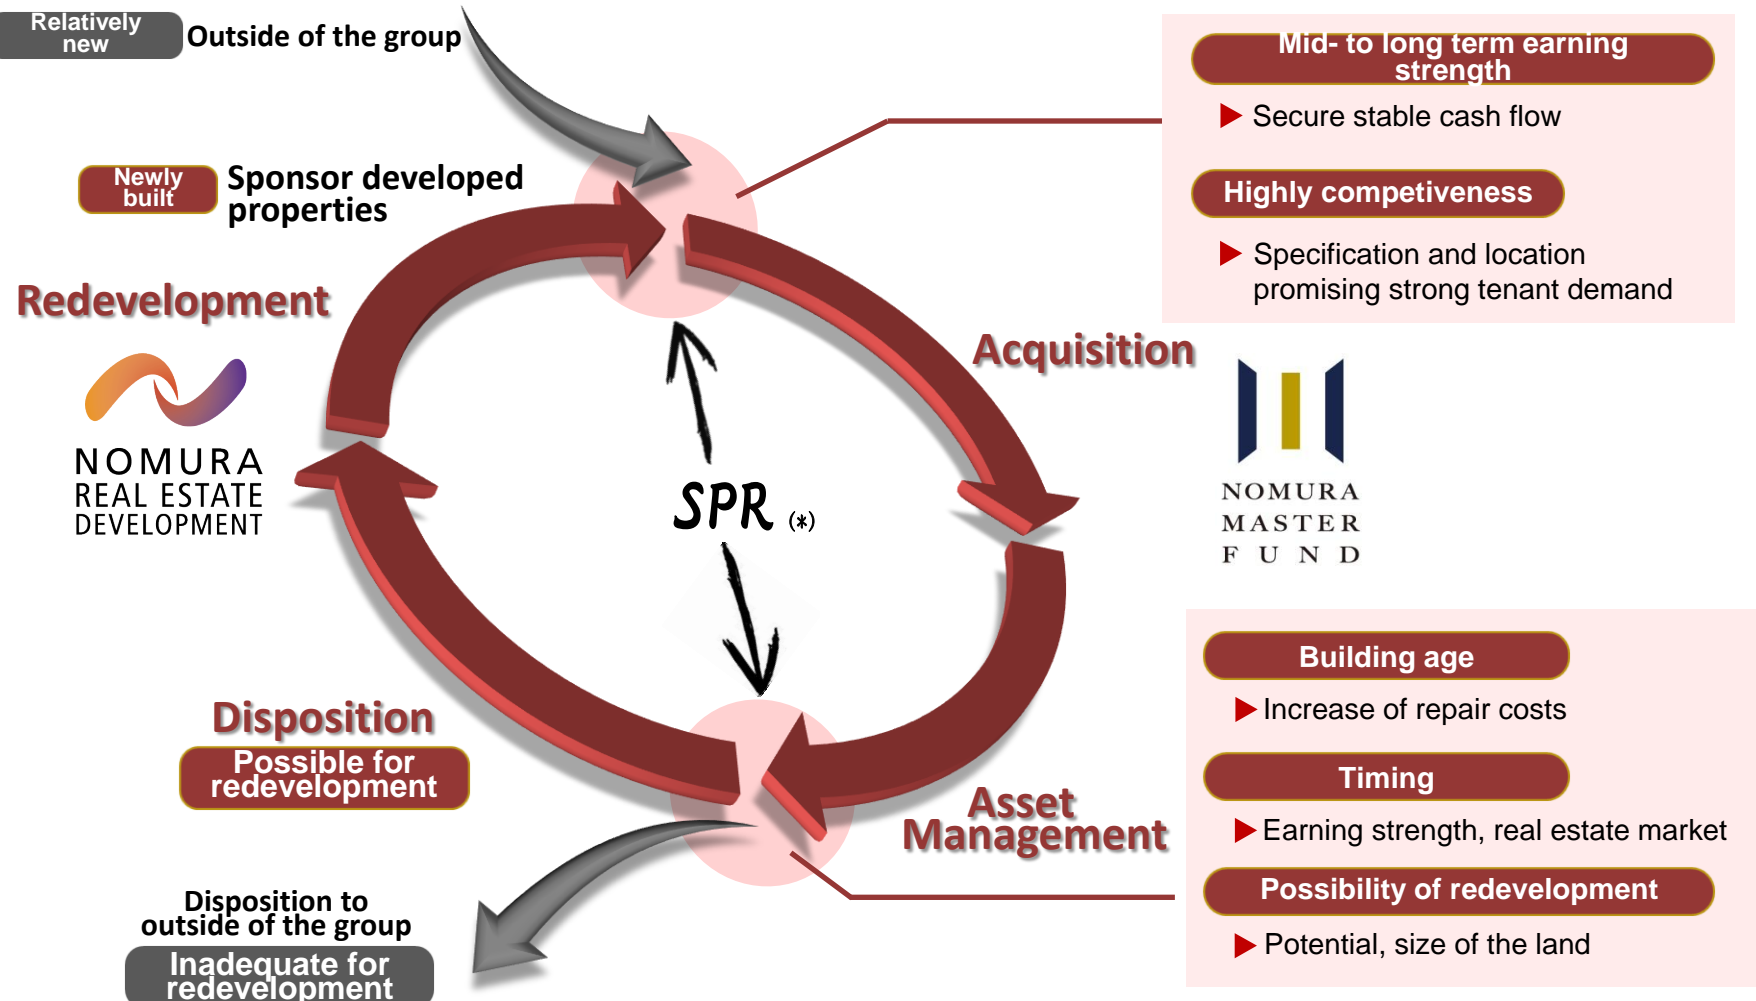 Relatively
new
Outside of the group
Newly
built
Sponsor developed
properties
Redevelopment
NOMURA
REAL ESTATE
DEVELOPMENT
Mid- to long term earning
strength
Secure stable cash flow
Highly competiveness
Specification and location
promising strong tenant demand
Acquisition
NOMURA
MASTER
FUND
SPR (*)
Disposition
Possible for
redevelopment
Asset
Management
Disposition to
outside of the group
Inadequate for
redevelopment
Building age
Increase of repair costs
Timing
Earning strength, real estate market
Possibility of redevelopment
Potential, size of the land